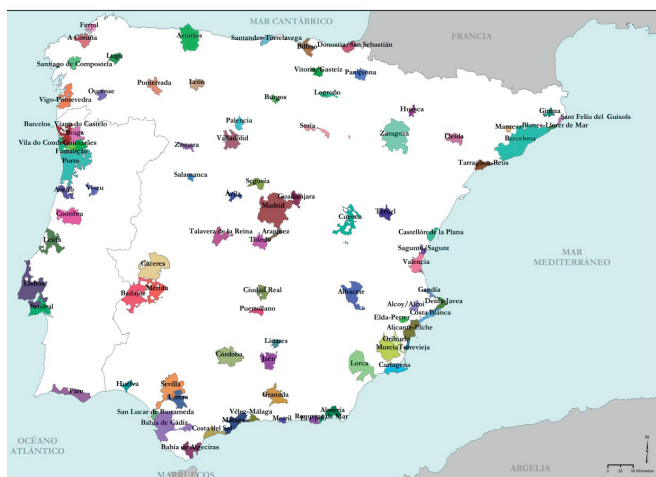 MAR CANTÁBRICO
FRANCIA
Ferrol
A Coruña
Asturias
Santander-Torrelavega
Bilbao
Donostia/San Sebastián
Lugo
Santiago de Compostela
Vitoria/Gasteiz
Pamplona
Ponferrada
León
Ourense
Vigo-Pontevedra
Burgos
Logroño
Huesca
Girona
Sant Feliu del Guixols
Barcelos
Viana do Castelo
Braga
Palencia
Soria
Manresa
Blanes-Lloret de Mar
Vila do Conde
Guimarães
Famalicão
Zamora
Valladolid
Zaragoza
Lleida
Barcelona
Porto
Tarragona-Reus
Salamanca
Segovia
Aveiro
Viseu
Ávila
Guadalajara
Coimbra
Madrid
Cuenca
Teruel
Talavera de la Reina
Aranjuez
Castellón de la Plana
Leiria
Toledo
Sagunto/Sagunt
MAR
MEDITERRÁNEO
Valencia
Cáceres
Lisboa
Badajoz
Mérida
Ciudad Real
Albacete
Gandía
Setúbal
Puertollano
Alcoy/Alcoi
Denia-Javea
Elda-Petrer
Costa Blanca
Alicante-Elche
Linares
Orihuela
Murcia
Torrevieja
Córdoba
Jaén
Lorca
Cartagena
Faro
Huelva
Sevilla
Utrera
Granada
San Lucar de Barrameda
Vélez-Málaga
Almería
Bahía de Cádiz
Costa del Sol
Málaga
Motril
Roquetas de Mar
OCÉANO
ATLÁNTICO
Bahía de Algeciras
MARRUECOS
ARGELIA